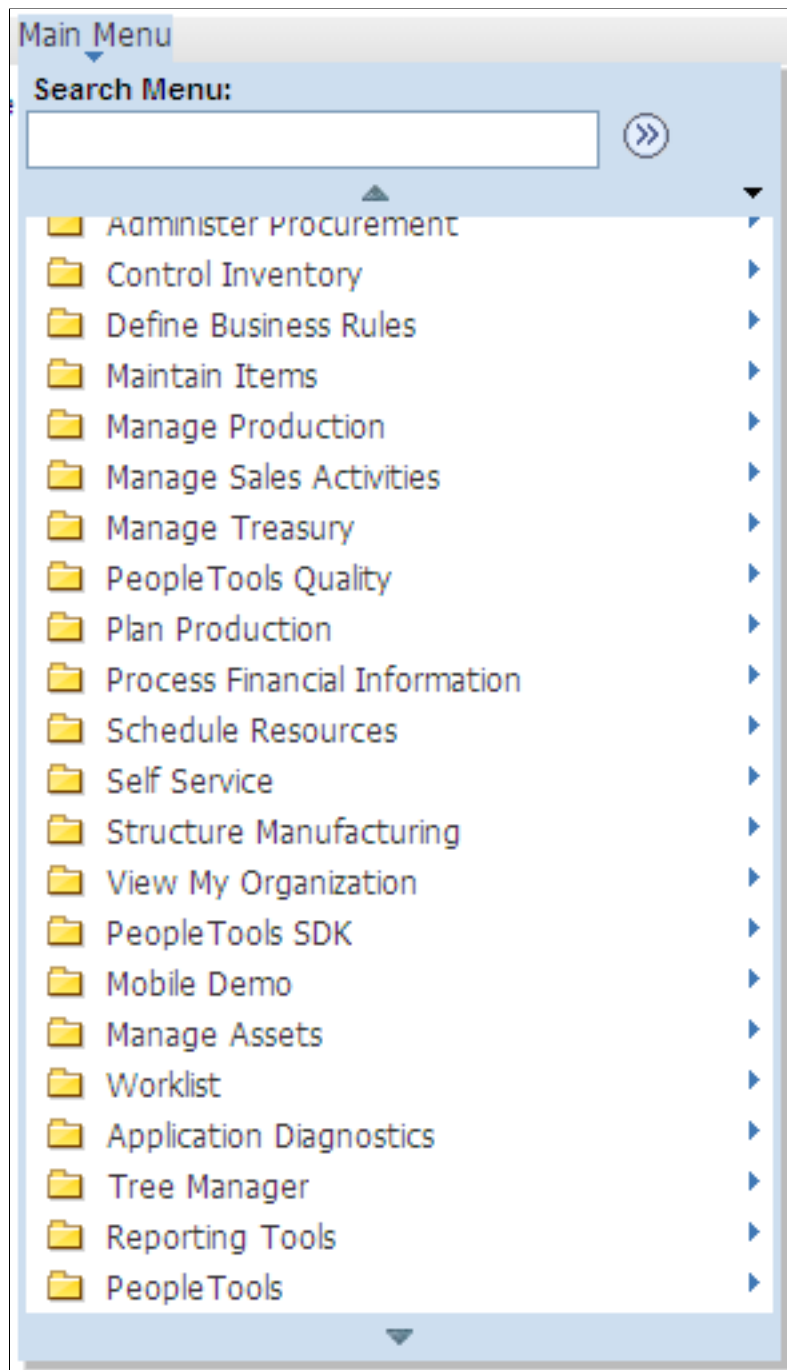 Main Menu
Search Menu:
Administer Procurement
Control Inventory
Define Business Rules
Maintain Items
Manage Production
Manage Sales Activities
Manage Treasury
PeopleTools Quality
Plan Production
Process Financial Information
Schedule Resources
Self Service
Structure Manufacturing
View My Organization
PeopleTools SDK
Mobile Demo
Manage Assets
Worklist
Application Diagnostics
Tree Manager
Reporting Tools
PeopleTools